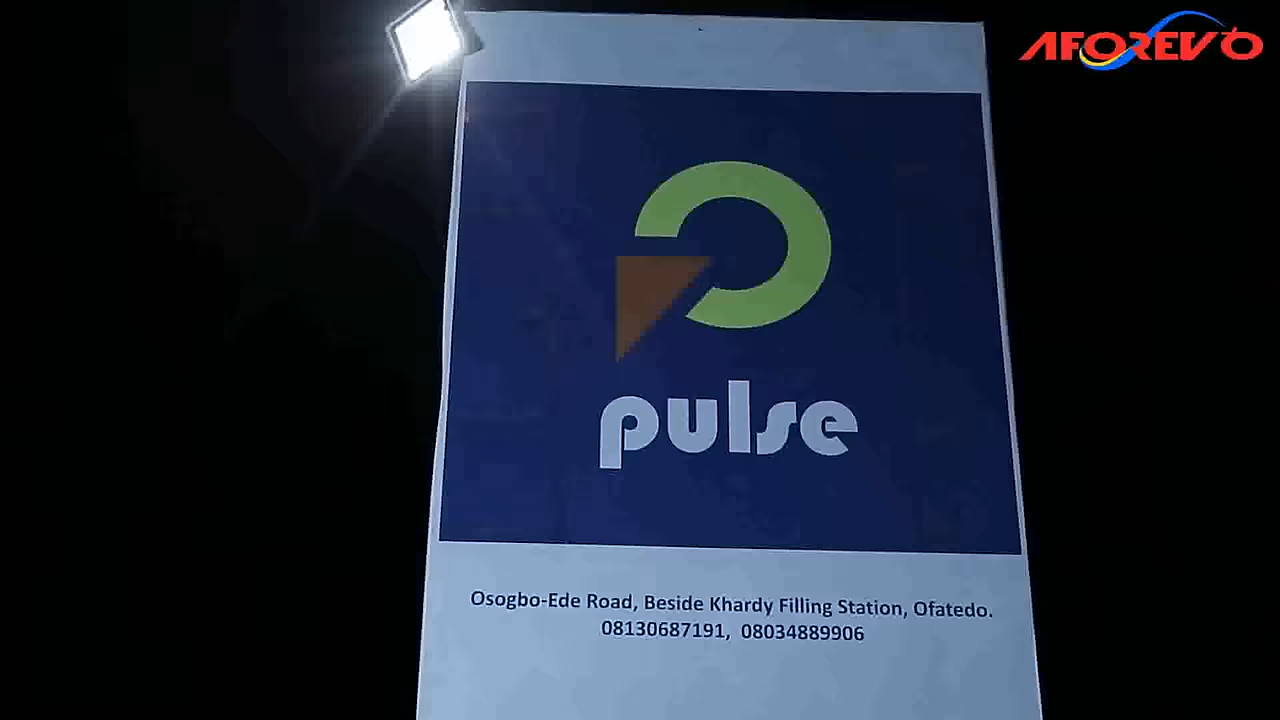 AFOREVO
pulse
Osogbo-Ede Road, Beside Khardy Filling Station, Ofatedo.
08130687191, 08034889906